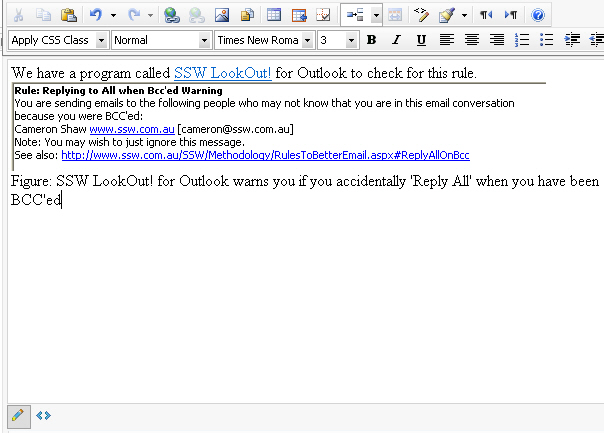 Apply CSS Class Normal Times New Roma 3 B I U
We have a program called SSW LookOut! for Outlook to check for this rule.
Rule: Replying to All when Bcc'ed Warning
You are sending emails to the following people who may not know that you are in this email conversation
because you were BCC'ed:
Cameron Shaw www.ssw.com.au [cameron@ssw.com.au]
Note: You may wish to just ignore this message.
See also: http://www.ssw.com.au/SSW/Methodology/RulesToBetterEmail.aspx#ReplyAllOnBcc
Figure: SSW LookOut! for Outlook warns you if you accidentally 'Reply All' when you have been
BCC'ed